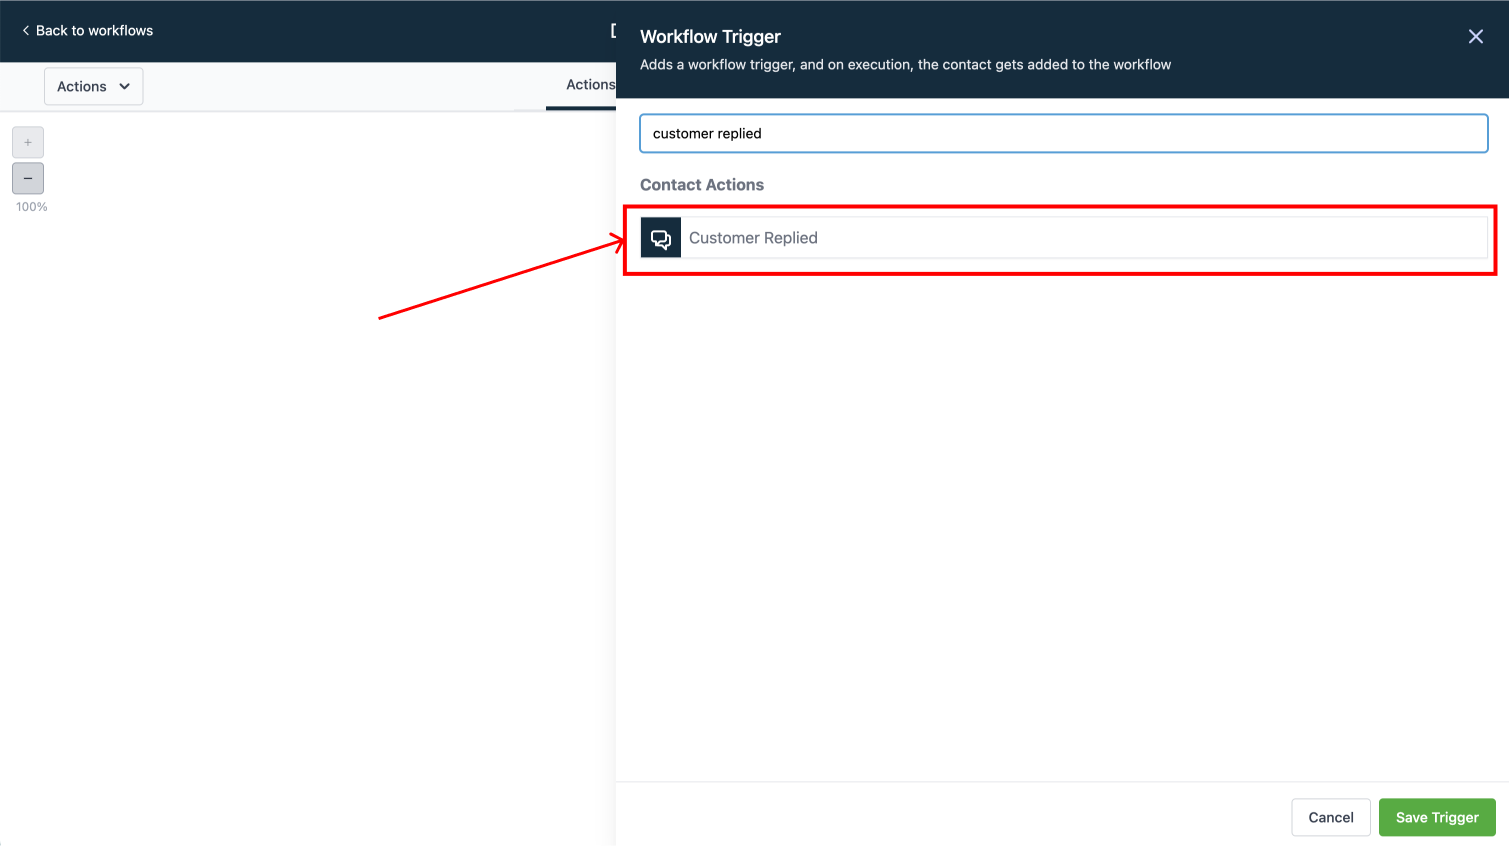 Back to workflows
Actions
Actions
+
−
100%
Workflow Trigger
Adds a workflow trigger, and on execution, the contact gets added to the workflow
customer replied
Contact Actions
Customer Replied
Cancel
Save Trigger